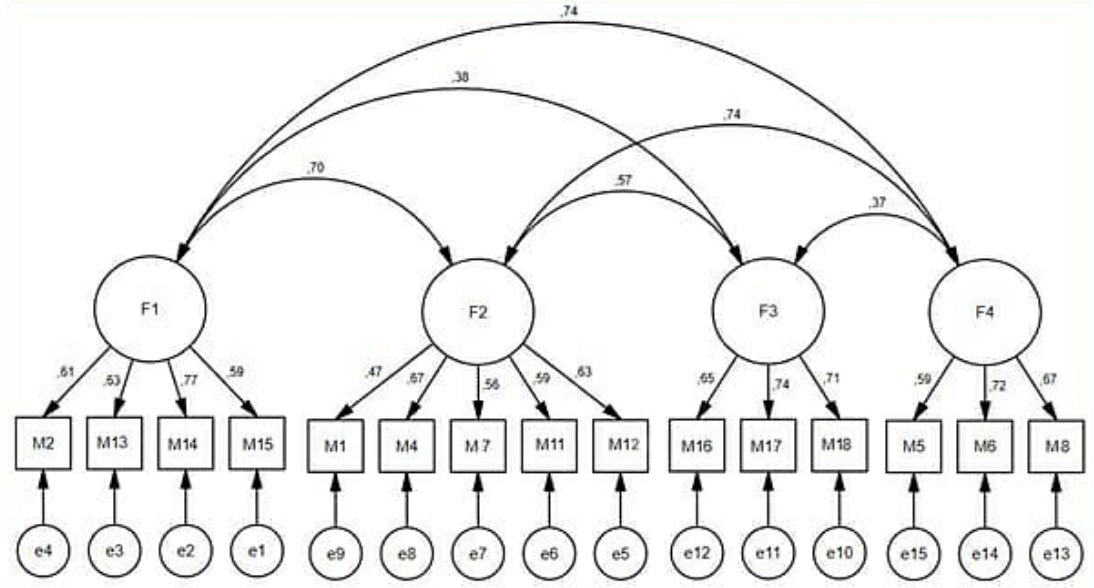 ,74
,38
,74
,70
,57
,37
F1
F2
F3
F4
,61
,63
,77
,59
,47
,67
,56
,59
,63
,65
,74
,71
,59
,72
,67
M2
M13
M14
M15
M1
M4
M7
M11
M12
M16
M17
M18
M5
M6
M8
e4
e3
e2
e1
e9
e8
e7
e6
e5
e12
e11
e10
e15
e14
e13